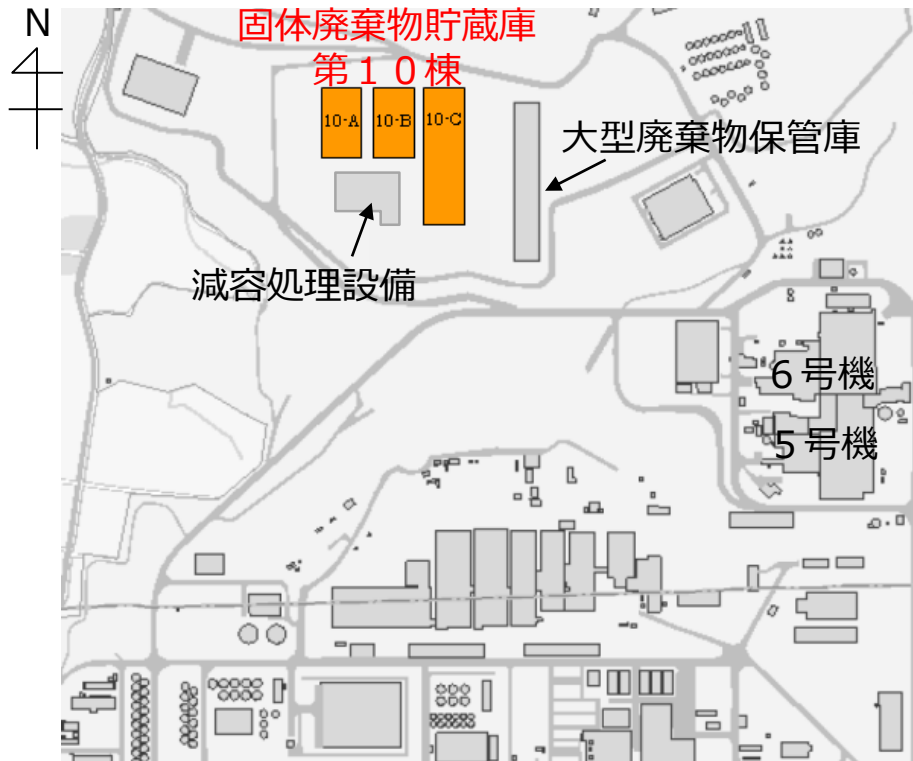 N
固体廃棄物貯蔵庫
第１０棟
10-A
10-B
10-C
大型廃棄物保管庫
減容処理設備
６号機
５号機